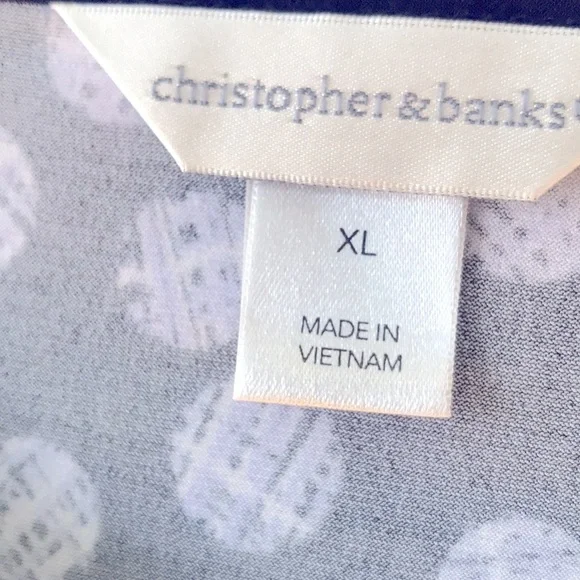 christopher & banks
XL
MADE IN
VIETNAM